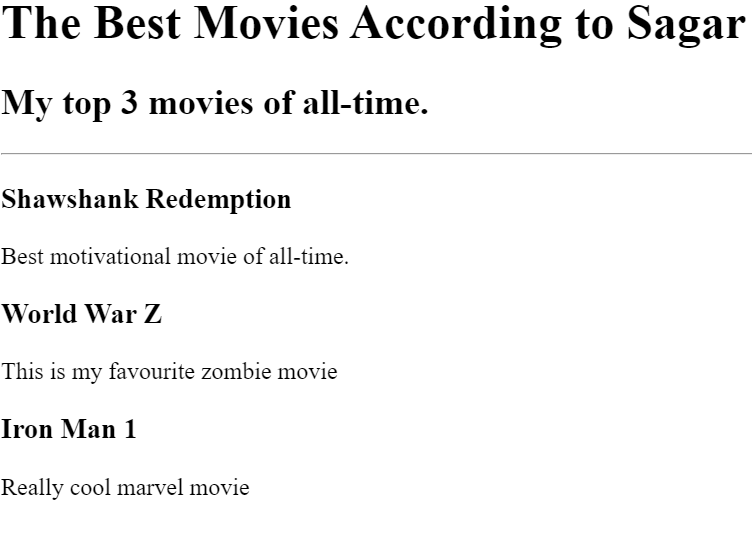 The Best Movies According to Sagar
My top 3 movies of all-time.
Shawshank Redemption
Best motivational movie of all-time.
World War Z
This is my favourite zombie movie
Iron Man 1
Really cool marvel movie